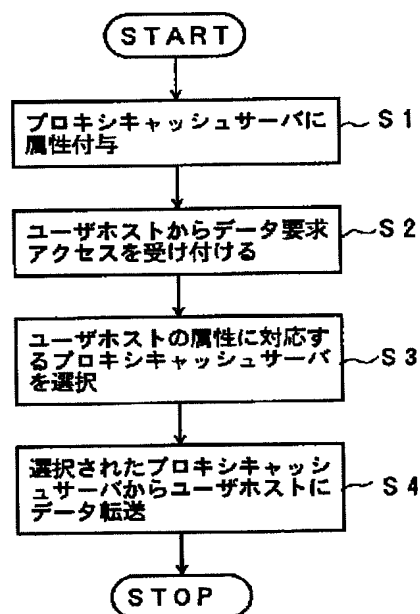 START
プロキシキャッシュサーバに
属性付与
S1
ユーザホストからデータ要求
アクセスを受け付ける
S2
ユーザホストの属性に対応す
るプロキシキャッシュサーバ
を選択
S3
選択されたプロキシキャッシ
ュサーバからユーザホストに
データ転送
S4
STOP